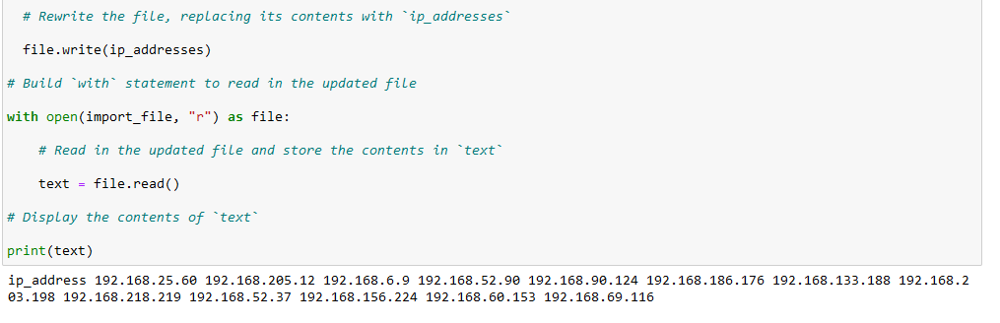 # Rewrite the file, replacing its contents with `ip_addresses`
file.write(ip_addresses)
# Build `with` statement to read in the updated file
with open(import_file, "r") as file:
# Read in the updated file and store the contents in `text`
text = file.read()
# Display the contents of `text`
print(text)
ip_address 192.168.25.60 192.168.205.12 192.168.6.9 192.168.52.90 192.168.90.124 192.168.186.176 192.168.133.188 192.168.2
03.198 192.168.218.219 192.168.52.37 192.168.156.224 192.168.60.153 192.168.69.116